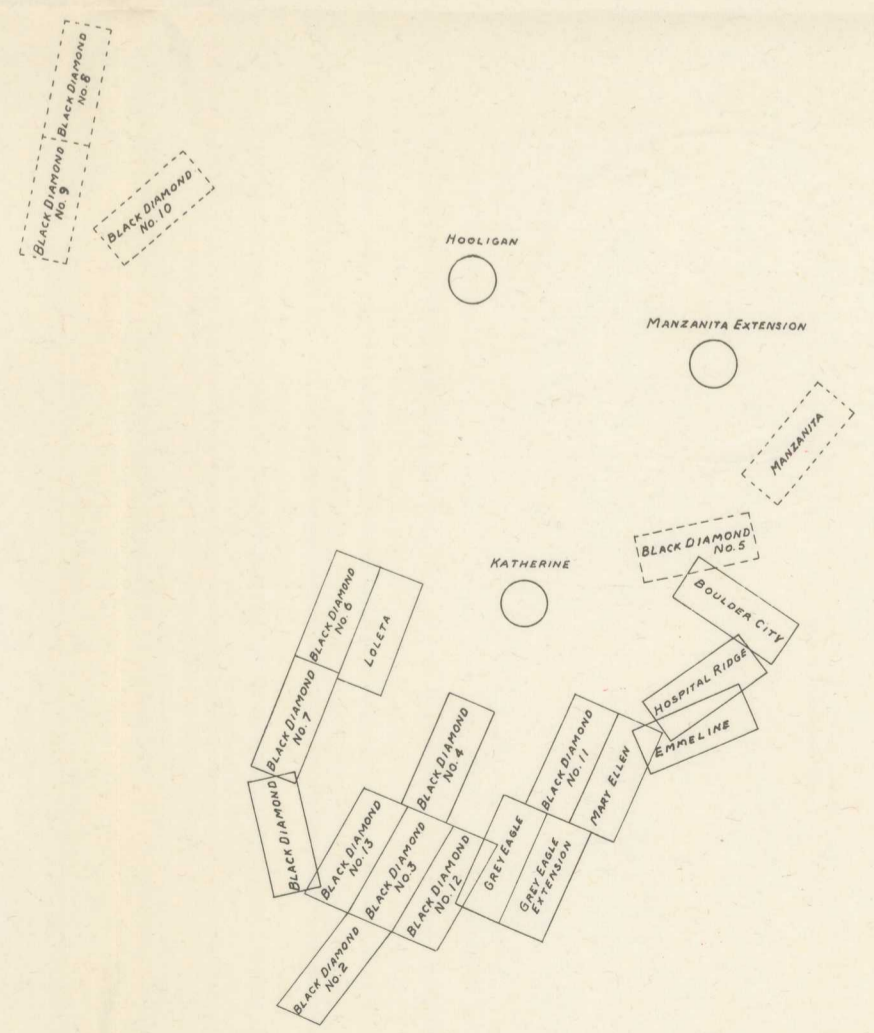 BLACK DIAMOND
No. 8
BLACK DIAMOND
No. 9
BLACK DIAMOND
No. 10
HOOLIGAN
MANZANITA EXTENSION
MANZANITA
BLACK DIAMOND
No. 5
KATHERINE
BOULDER CITY
BLACK DIAMOND
No. 6
LOLETA
HOSPITAL RIDGE
EMMELINE
BLACK DIAMOND
No. 7
BLACK DIAMOND
No. 4
BLACK DIAMOND
No. 11
MARY ELLEN
BLACK DIAMOND
BLACK DIAMOND
No. 13
BLACK DIAMOND
No. 3
BLACK DIAMOND
No. 12
GREY EAGLE
GREY EAGLE
EXTENSION
BLACK DIAMOND
No. 2